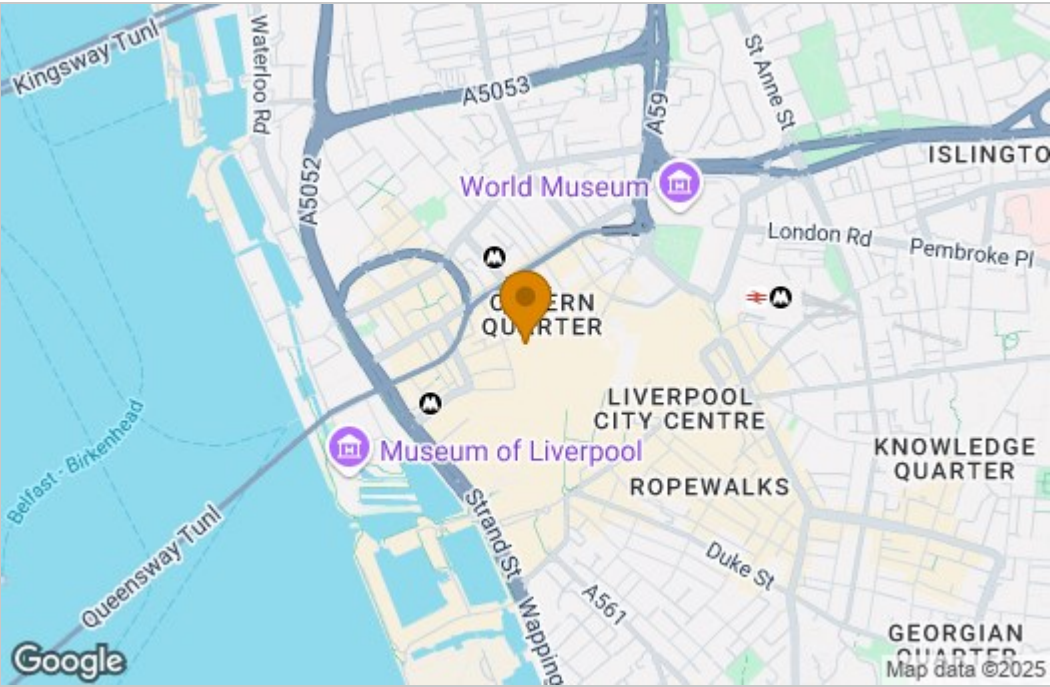 Kingsway Tunl
Waterloo Rd
A5053
A59
St Anne St
A5052
ISLINGTO
World Museum
London Rd
Pembroke Pl
QUARTER
LIVERPOOL
CITY CENTRE
Museum of Liverpool
KNOWLEDGE
QUARTER
ROPEWALKS
Belfast - Birkenhead
Queensway Tunl
Strand St
Duke St
A561
Wapping
GEORGIAN
Google
Map data ©2025